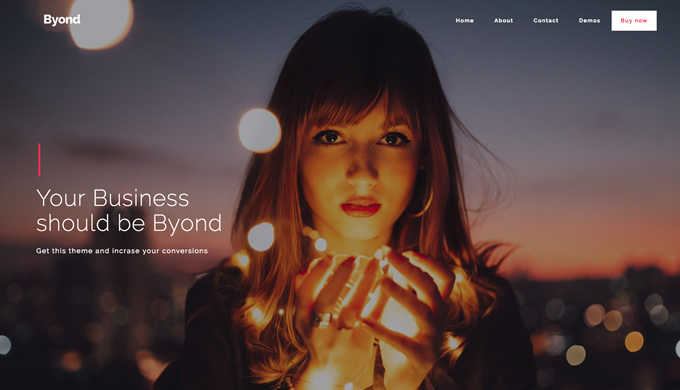 Byond
Home About Contact Demos Buy now
Your Business
should be Byond
Get this theme and incrase your conversions